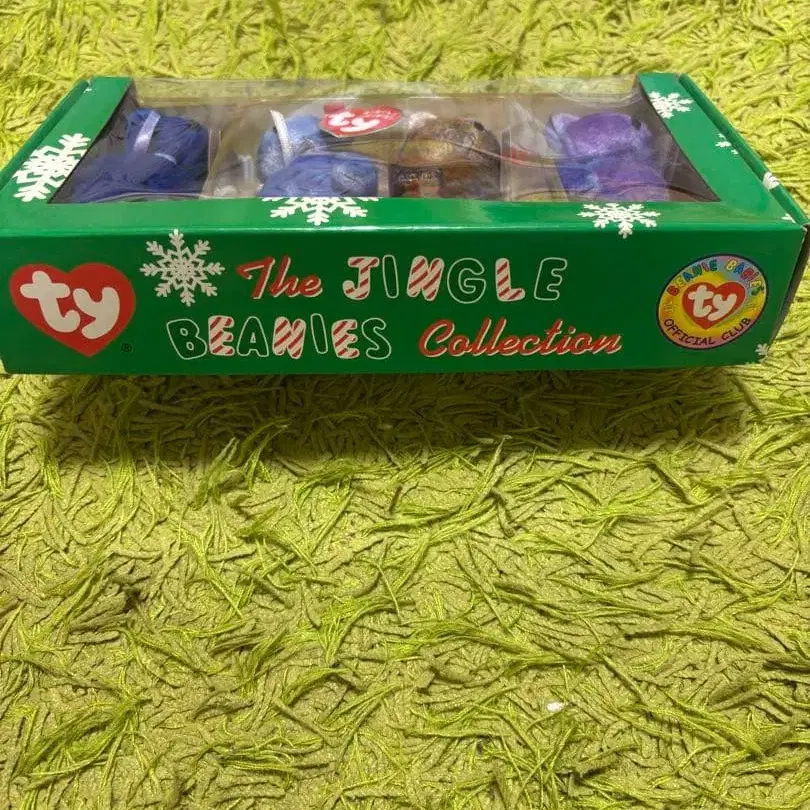 ty
ty
®
The JINGLE
BEANIES Collection
BEANIE BABIES
ty
OFFICIAL CLUB